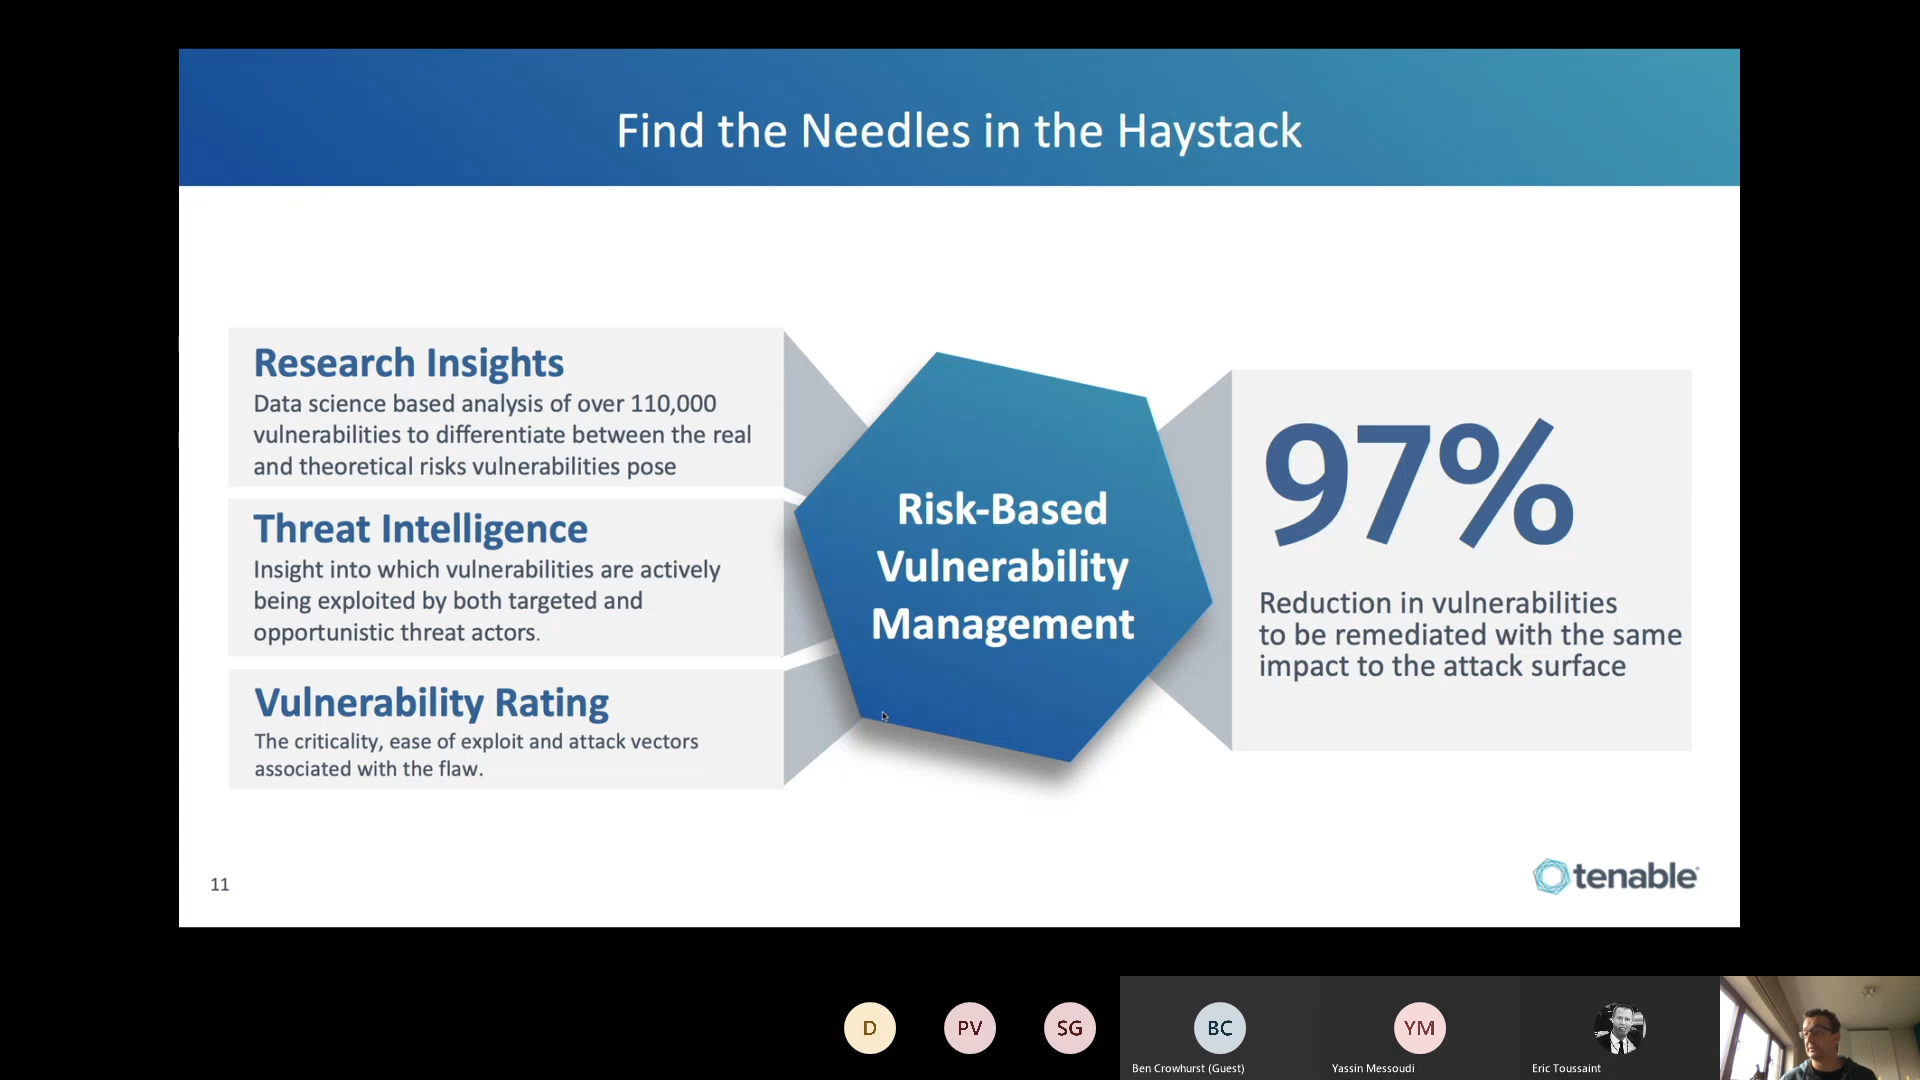 Find the Needles in the Haystack
Research Insights
Data science based analysis of over 110,000
vulnerabilities to differentiate between the real
and theoretical risks vulnerabilities pose
Threat Intelligence
Insight into which vulnerabilities are actively
being exploited by both targeted and
opportunistic threat actors.
Vulnerability Rating
The criticality, ease of exploit and attack vectors
associated with the flaw.
Risk-Based
Vulnerability
Management
97%
Reduction in vulnerabilities
to be remediated with the same
impact to the attack surface
11
tenable
D
PV
SG
BC
YM
Ben Crowhurst (Guest)
Yassin Messoudi
Eric Toussaint